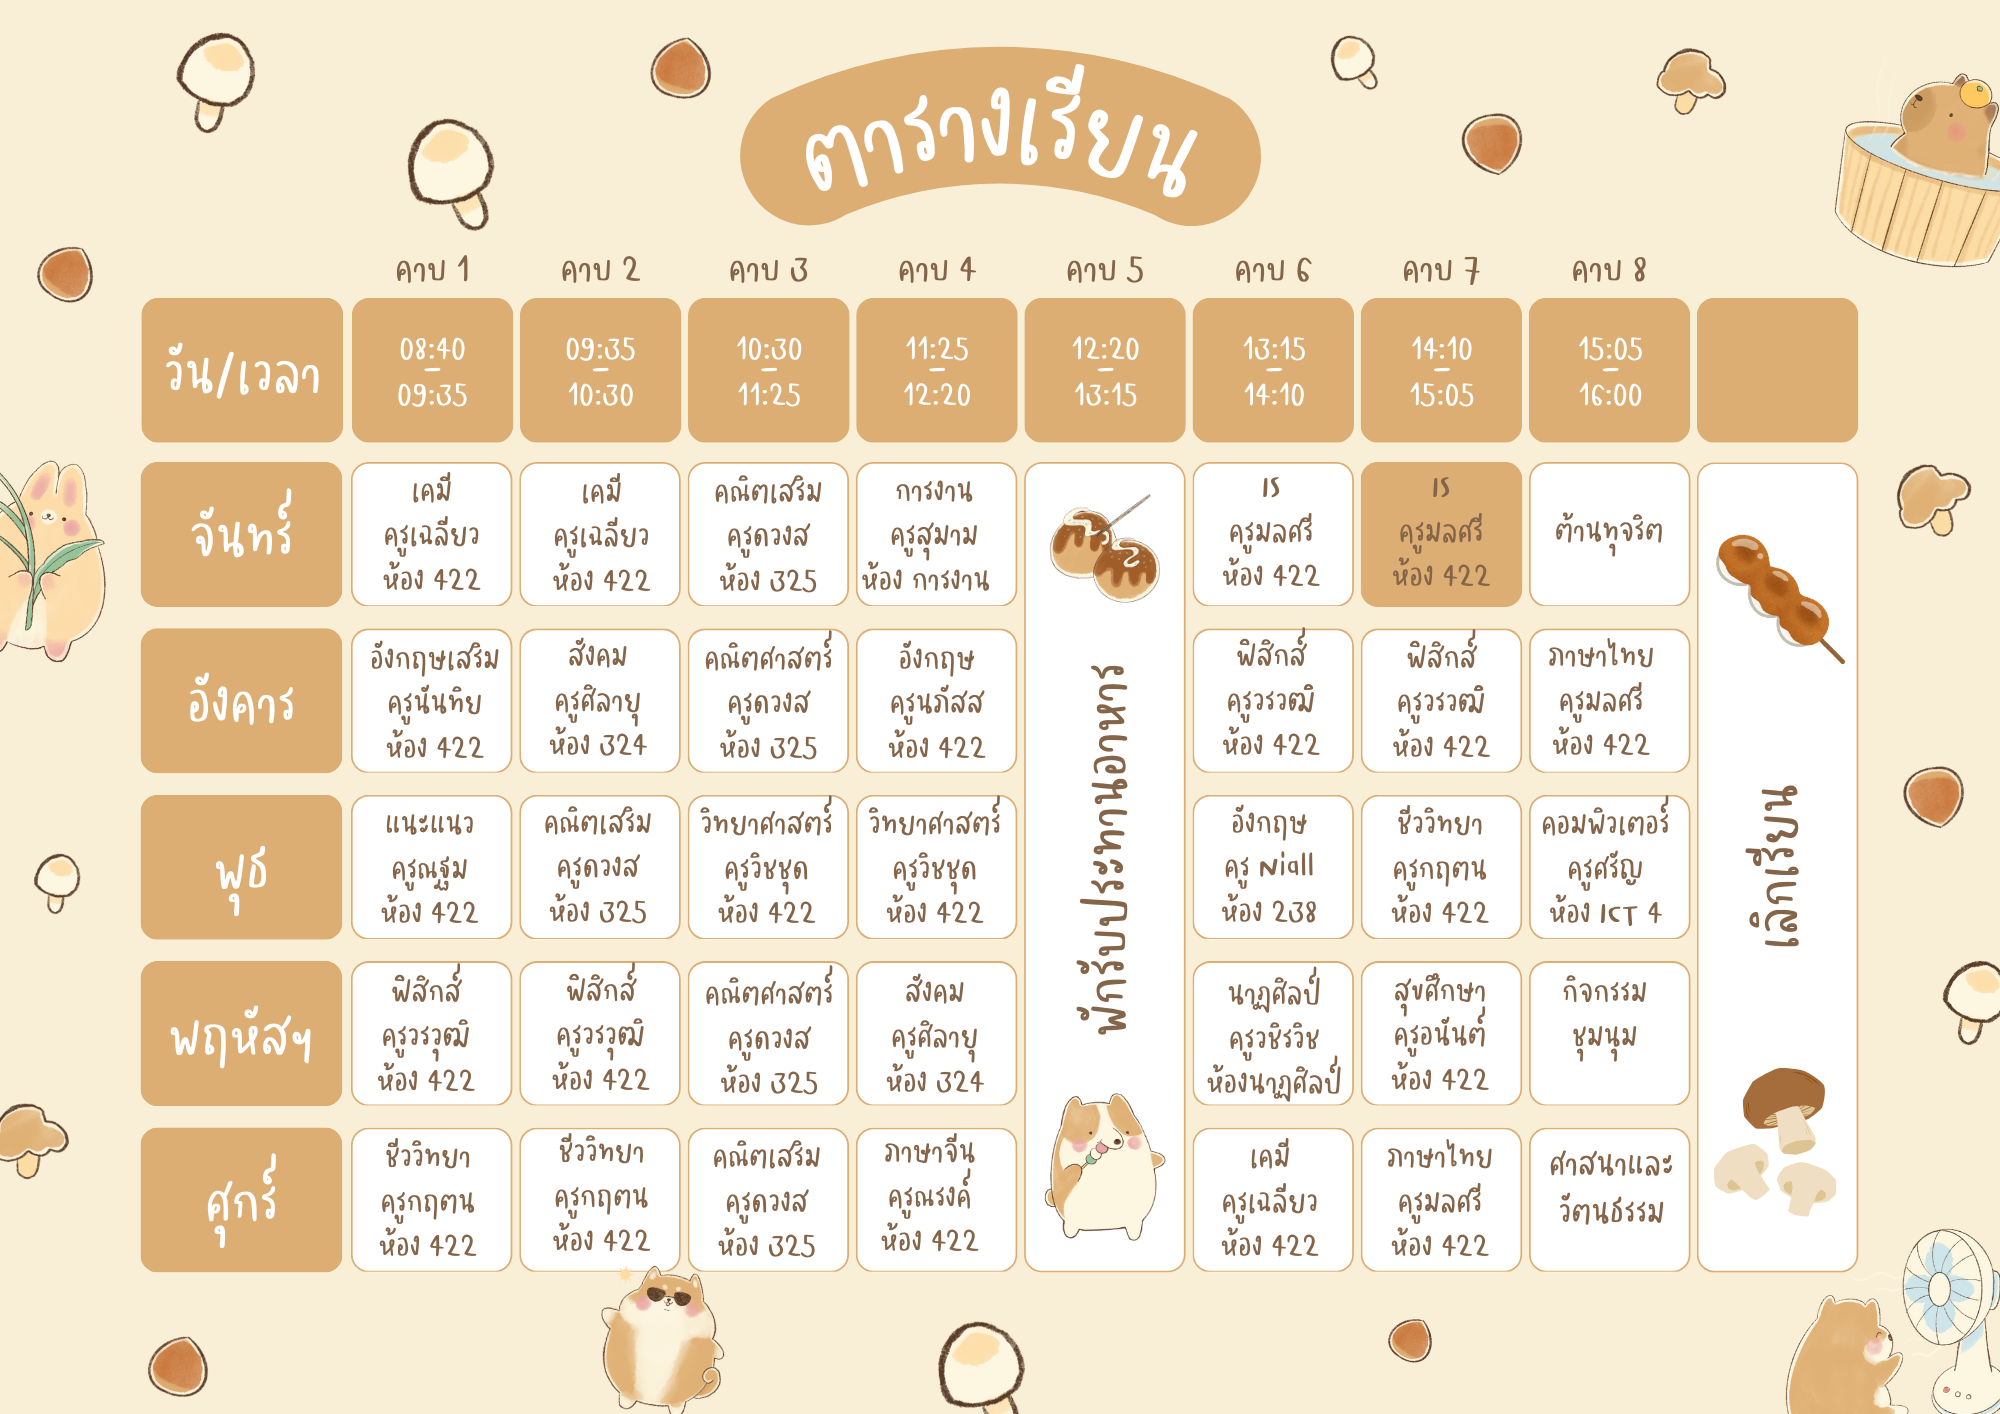 ตารางเรียน
คาบ 1 คาบ 2 คาบ 3 คาบ 4 คาบ 5 คาบ 6 คาบ 7 คาบ 8
วัน/เวลา
08:40 – 09:35
09:35 – 10:30
10:30 – 11:25
11:25 – 12:20
12:20 – 13:15
13:15 – 14:10
14:10 – 15:05
15:05 – 16:00
จันทร์
เคมี
ครูเฉลียว
ห้อง 422
เคมี
ครูเฉลียว
ห้อง 422
คณิตเสริม
ครูดวงส
ห้อง 325
การงาน
ครูสุมาม
ห้อง การงาน
พักรับประทานอาหาร
IS
ครูมลศรี
ห้อง 422
IS
ครูมลศรี
ห้อง 422
ต้านทุจริต
เลิกเรียน
อังคาร
อังกฤษเสริม
ครูนันทิย
ห้อง 422
สังคม
ครูศิลายุ
ห้อง 324
คณิตศาสตร์
ครูดวงส
ห้อง 325
อังกฤษ
ครูนภัสส
ห้อง 422
ฟิสิกส์
ครูวรวุฒิ
ห้อง 422
ฟิสิกส์
ครูวรวุฒิ
ห้อง 422
ภาษาไทย
ครูมลศรี
ห้อง 422
พุธ
แนะแนว
ครูณฐม
ห้อง 422
คณิตเสริม
ครูดวงส
ห้อง 325
วิทยาศาสตร์
ครูวิชชุด
ห้อง 422
วิทยาศาสตร์
ครูวิชชุด
ห้อง 422
อังกฤษ
ครู Niall
ห้อง 238
ชีววิทยา
ครูกฤตน
ห้อง 422
คอมพิวเตอร์
ครูศรัญ
ห้อง ICT 4
พฤหัสฯ
ฟิสิกส์
ครูวรวุฒิ
ห้อง 422
ฟิสิกส์
ครูวรวุฒิ
ห้อง 422
คณิตศาสตร์
ครูดวงส
ห้อง 325
สังคม
ครูศิลายุ
ห้อง 324
นาฏศิลป์
ครูวชิรวิช
ห้องนาฏศิลป์
สุขศึกษา
ครูอนันต์
ห้อง 422
กิจกรรม
ชุมนุม
ศุกร์
ชีววิทยา
ครูกฤตน
ห้อง 422
ชีววิทยา
ครูกฤตน
ห้อง 422
คณิตเสริม
ครูดวงส
ห้อง 325
ภาษาจีน
ครูณรงค์
ห้อง 422
เคมี
ครูเฉลียว
ห้อง 422
ภาษาไทย
ครูมลศรี
ห้อง 422
ศาสนาและ
วัฒนธรรม